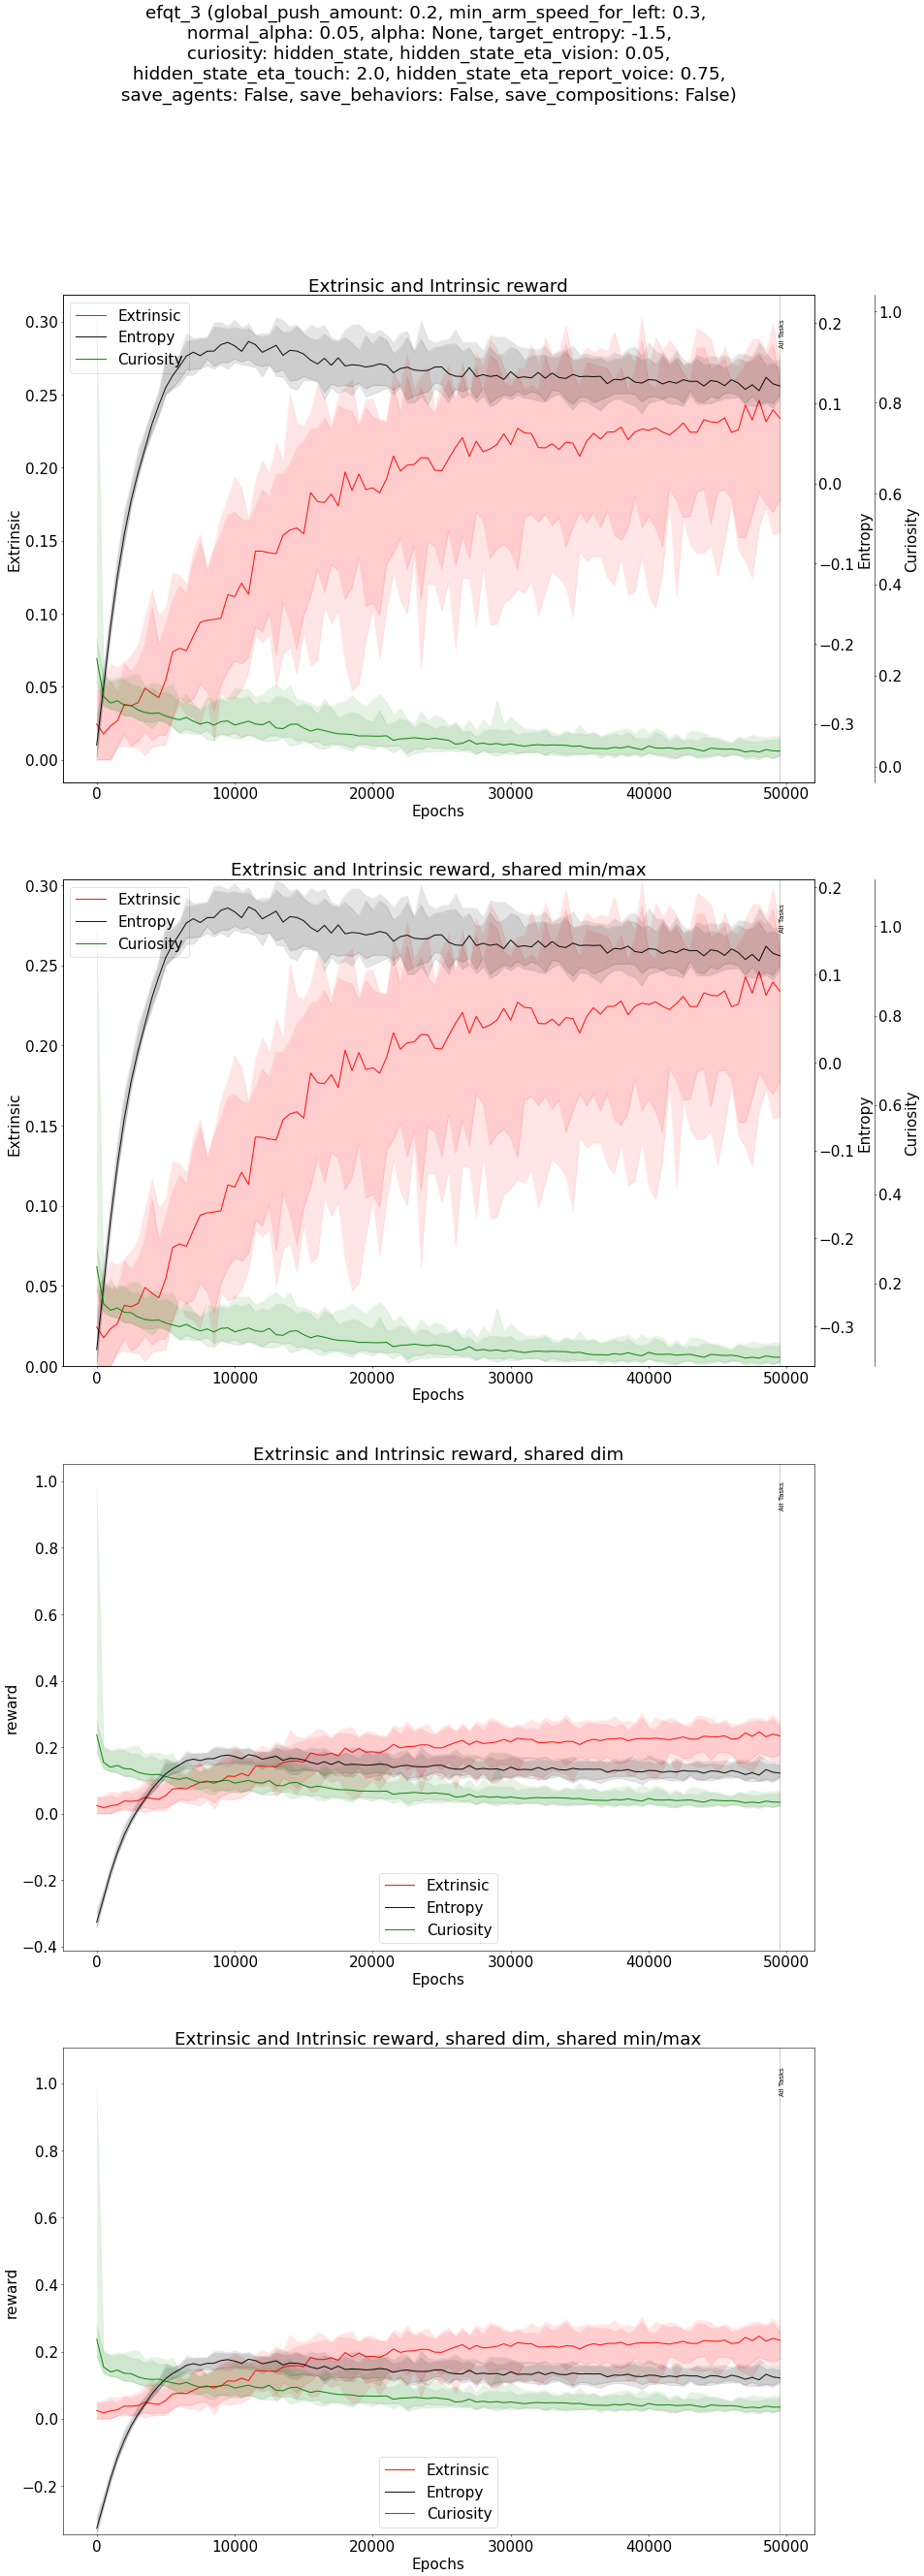 efqt_3 (global_push_amount: 0.2, min_arm_speed_for_left: 0.3,
normal_alpha: 0.05, alpha: None, target_entropy: -1.5,
curiosity: hidden_state, hidden_state_eta_vision: 0.05,
hidden_state_eta_touch: 2.0, hidden_state_eta_report_voice: 0.75,
save_agents: False, save_behaviors: False, save_compositions: False)
Extrinsic and Intrinsic reward
Extrinsic
Entropy
Curiosity
All Tasks
0.30
0.25
0.20
0.15
0.10
0.05
0.00
Extrinsic
0.2
0.1
0.0
−0.1
−0.2
−0.3
Entropy
1.0
0.8
0.6
0.4
0.2
0.0
Curiosity
0 10000 20000 30000 40000 50000
Epochs
Extrinsic and Intrinsic reward, shared min/max
Extrinsic
Entropy
Curiosity
All Tasks
0.30
0.25
0.20
0.15
0.10
0.05
0.00
Extrinsic
0.2
0.1
0.0
−0.1
−0.2
−0.3
Entropy
1.0
0.8
0.6
0.4
0.2
Curiosity
0 10000 20000 30000 40000 50000
Epochs
Extrinsic and Intrinsic reward, shared dim
All Tasks
1.0
0.8
0.6
0.4
0.2
0.0
−0.2
−0.4
reward
Extrinsic
Entropy
Curiosity
0 10000 20000 30000 40000 50000
Epochs
Extrinsic and Intrinsic reward, shared dim, shared min/max
All Tasks
1.0
0.8
0.6
0.4
0.2
0.0
−0.2
reward
Extrinsic
Entropy
Curiosity
0 10000 20000 30000 40000 50000
Epochs